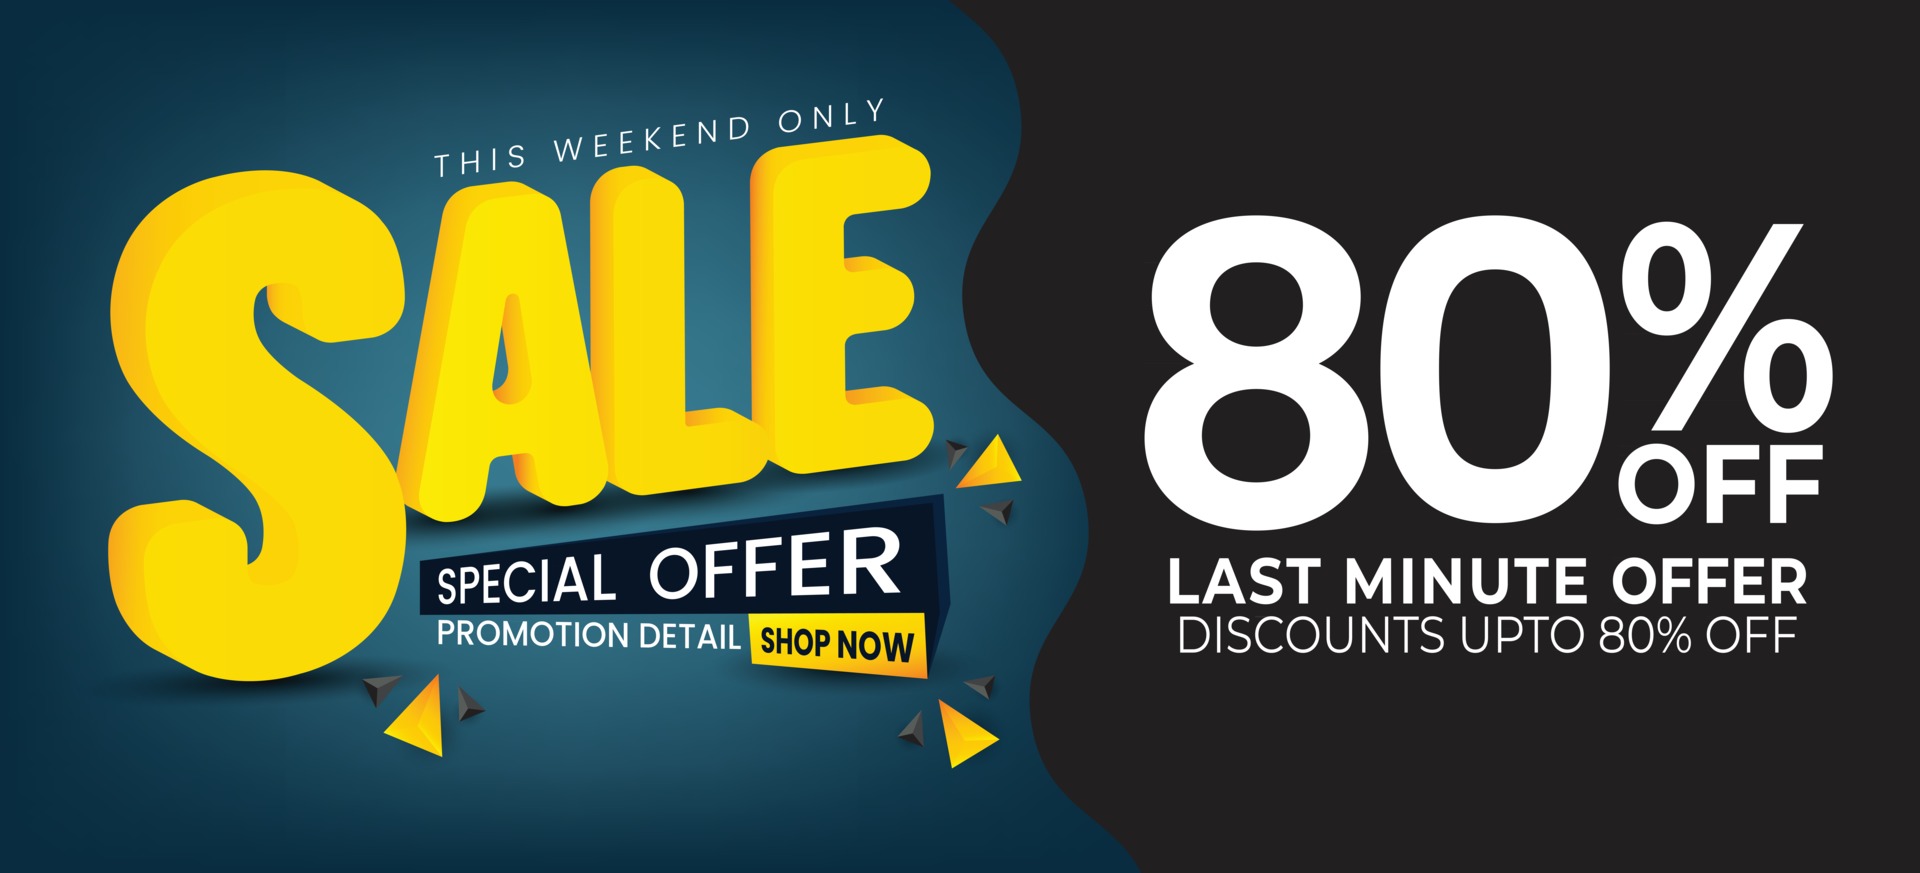 THIS WEEKEND ONLY
SALE
SPECIAL OFFER
PROMOTION DETAIL
SHOP NOW
80%
OFF
LAST MINUTE OFFER
DISCOUNTS UPTO 80% OFF